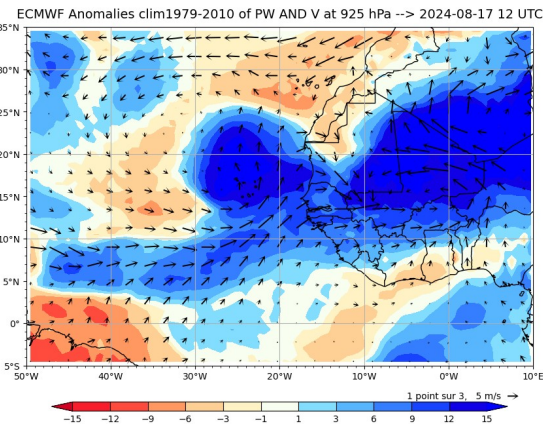 ECMWF Anomalies clim1979-2010 of PW AND V at 925 hPa --> 2024-08-17 12 UTC
35°N
30°N
25°N
20°N
15°N
10°N
5°N
0°
5°S
50°W 40°W 30°W 20°W 10°W 0°W 10°E
1 point sur 3, 5 m/s
−15 −12 −9 −6 −3 −1 1 3 6 9 12 15